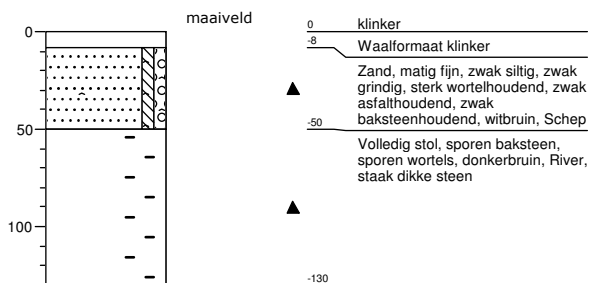 maaiveld
0
50
100
0 klinker
-8
Waalformaat klinker
Zand, matig fijn, zwak siltig, zwak
grindig, sterk wortelhoudend, zwak
asfalthoudend, zwak
baksteenhoudend, witbruin, Schep
-50
Volledig stol, sporen baksteen,
sporen wortels, donkerbruin, River,
staak dikke steen
-130